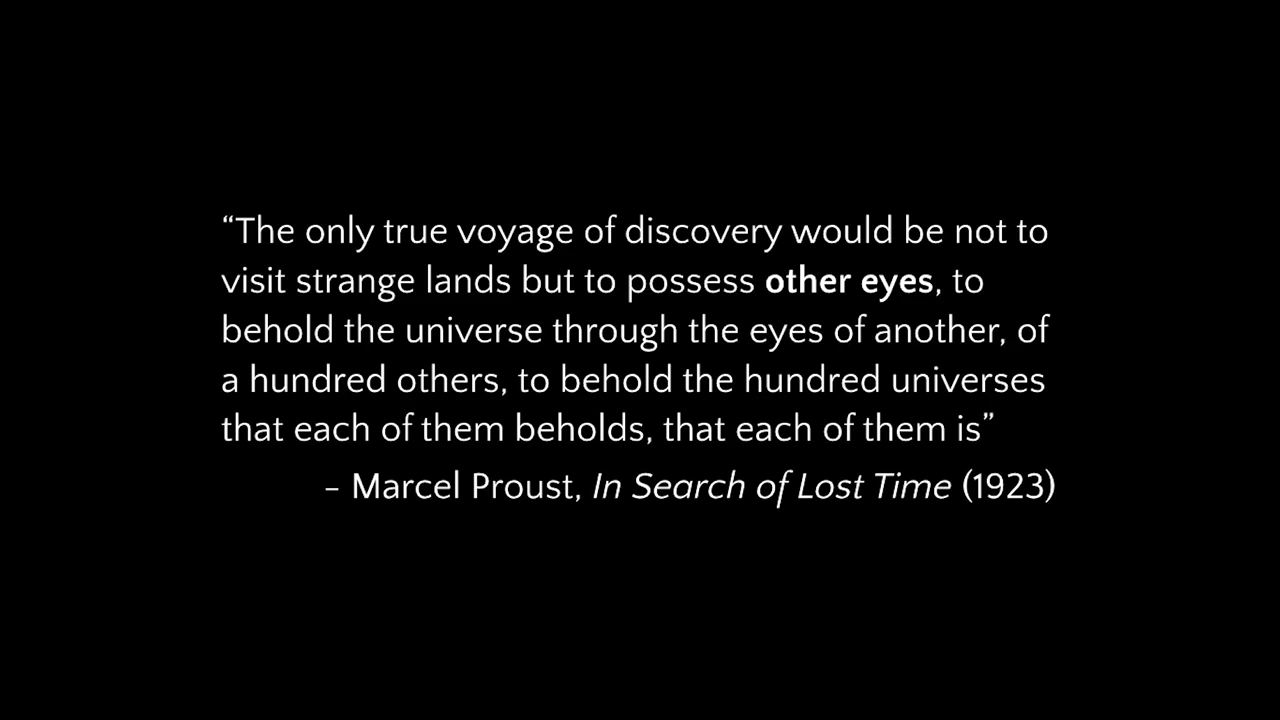 “The only true voyage of discovery would be not to
visit strange lands but to possess other eyes, to
behold the universe through the eyes of another, of
a hundred others, to behold the hundred universes
that each of them beholds, that each of them is”
– Marcel Proust, In Search of Lost Time (1923)